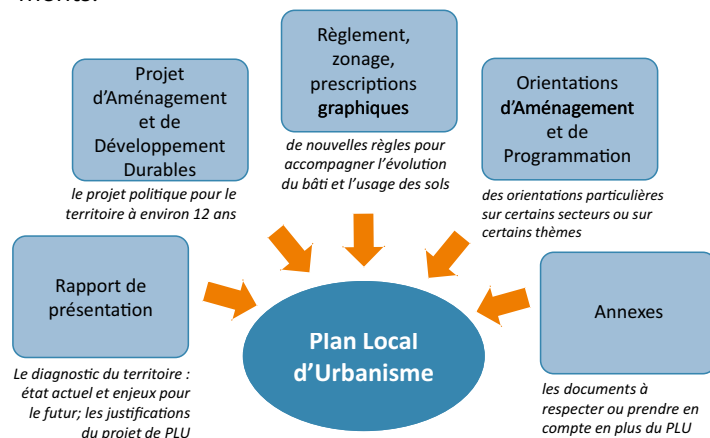 ments.
Règlement,
zonage,
prescriptions
graphiques
de nouvelles règles pour
accompagner l'évolution
du bâti et l'usage des sols
Projet
d'Aménagement
et de
Développement
Durables
le projet politique pour le
territoire à environ 12 ans
Orientations
d'Aménagement
et de
Programmation
des orientations particulières
sur certains secteurs ou sur
certains thèmes
Rapport de
présentation
Le diagnostic du territoire :
état actuel et enjeux pour
le futur; les justifications
du projet de PLU
Plan Local
d'Urbanisme
Annexes
les documents à
respecter ou prendre en
compte en plus du PLU